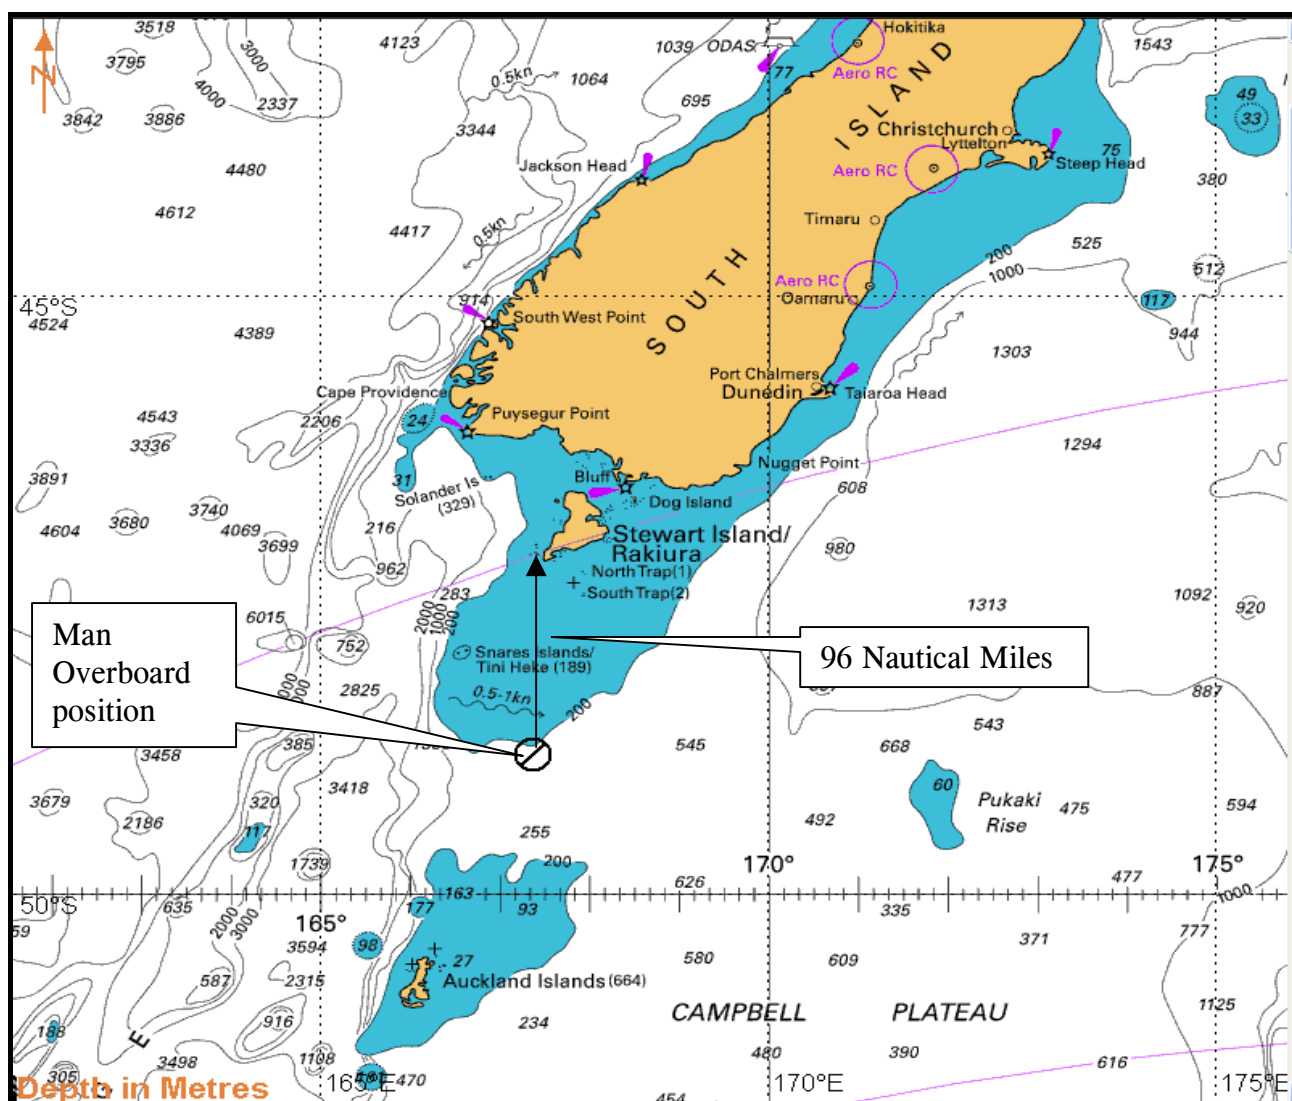 3518
3000
4123
Hokitika
1039
ODAS
ISLAND
1543
3795
N
4000
2337
0.5kn
1064
77
Aero RC
3842
3886
695
49
33
3344
Christchurch
Lyttelton
75
Steep Head
Jackson Head
4480
Aero RC
380
4612
4417
0.5kn
Timaru
200
525
1000
512
SOUTH
Aero RC
Oamaru
117
45°S
914
4524
4389
South West Point
944
1303
Port Chalmers
Dunedin
Taiaroa Head
Cape Providence
4543
2206
24
Puysegur Point
3336
1294
Nugget Point
3891
31
Bluff
608
Solander Is
(329)
Dog Island
3740
4604
3680
4069
216
3699
Stewart Island/
Rakiura
980
962
North Trap(1)
283
South Trap(2)
1313
1092
920
6015
2000
1000
200
Man
Overboard
position
752
96 Nautical Miles
Snares Islands/
Tini Heke (189)
2825
0.5-1kn
200
887
543
385
545
668
3458
3418
60
3679
320
2186
117
492
Pukaki
Rise
475
594
255
1739
200
170°
175°
626
477
163
1000
50°S
635
2000
3000
165°
177
93
335
59
3594
98
371
777
27
580
609
587
2315
Auckland Islands (664)
1125
916
234
CAMPBELL PLATEAU
188
E
3498
1108
480
390
616
305
470
Depth in Metres
165°E
170°E
175°E
454